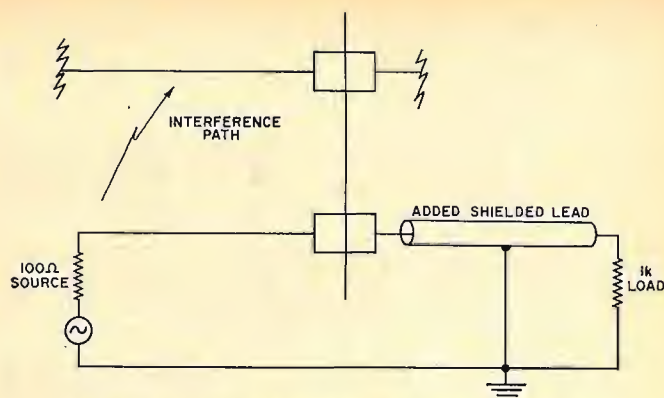 INTERFERENCE
PATH
ADDED SHIELDED LEAD
100Ω
SOURCE
1k
LOAD